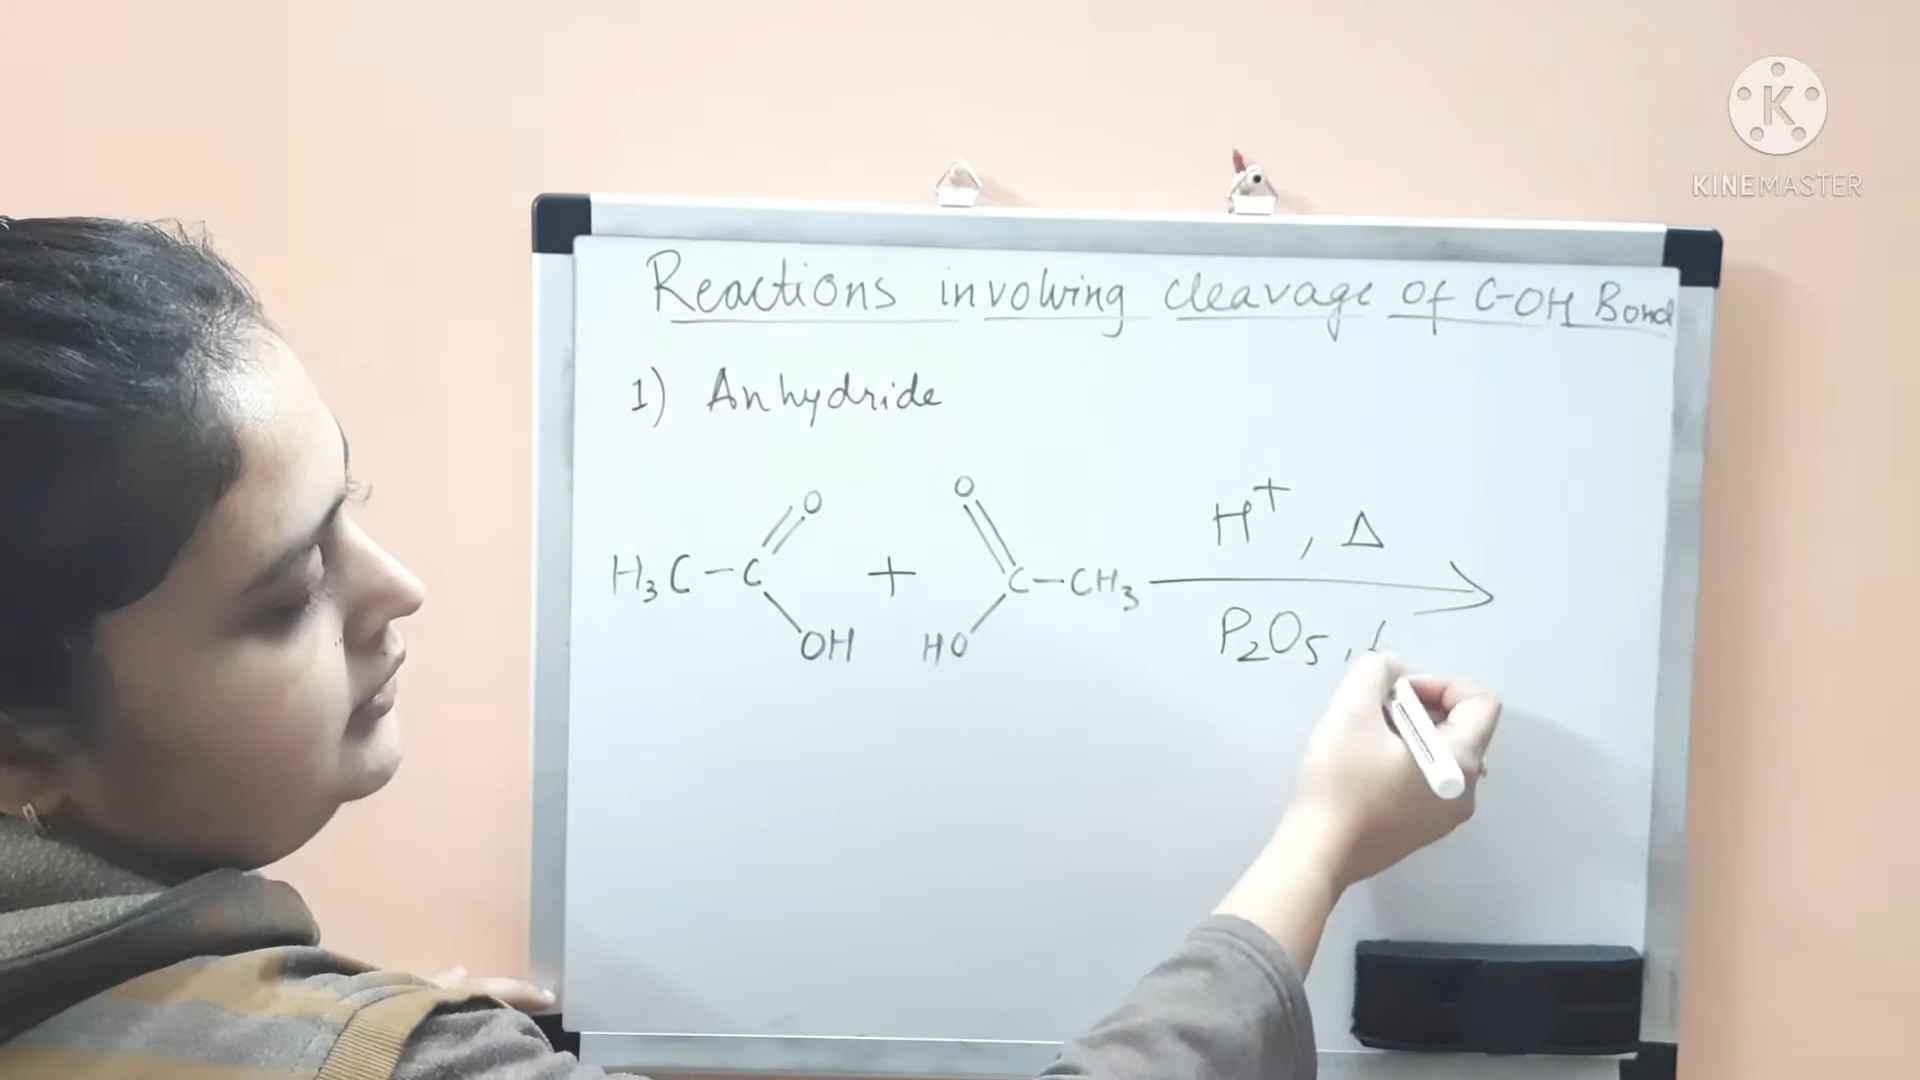 KINEMASTER
Reactions involving cleavage of C-OH Bond
1) Anhydride
O O
H₃C-C + C-CH₃
OH HO
H⁺, Δ
P₂O₅,